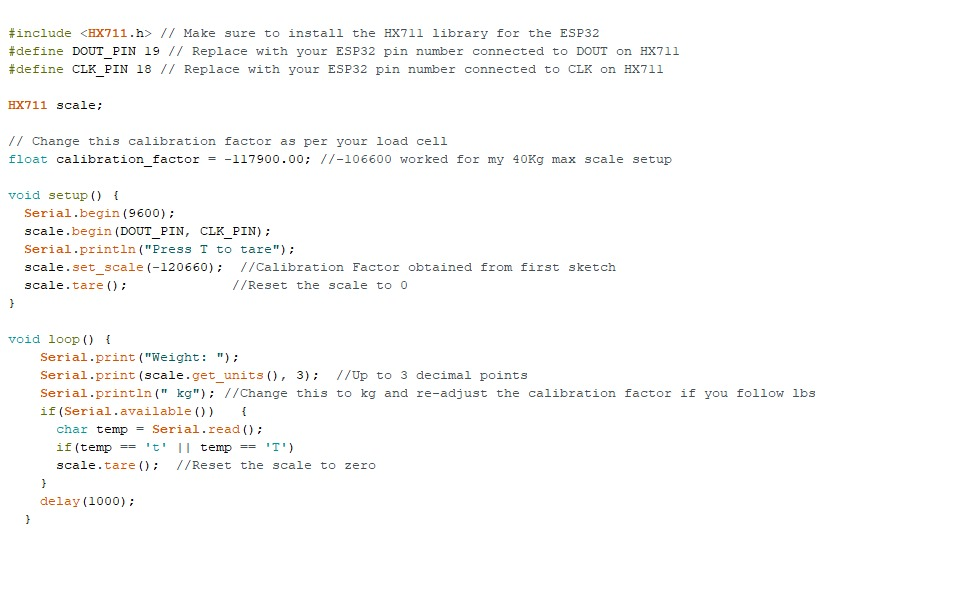 #include <HX711.h> // Make sure to install the HX711 library for the ESP32
#define DOUT_PIN 19 // Replace with your ESP32 pin number connected to DOUT on HX711
#define CLK_PIN 18 // Replace with your ESP32 pin number connected to CLK on HX711

HX711 scale;

// Change this calibration factor as per your load cell
float calibration_factor = -117900.00; //-106600 worked for my 40Kg max scale setup

void setup() {
  Serial.begin(9600);
  scale.begin(DOUT_PIN, CLK_PIN);
  Serial.println("Press T to tare");
  scale.set_scale(-120660);  //Calibration Factor obtained from first sketch
  scale.tare();             //Reset the scale to 0
}

void loop() {
    Serial.print("Weight: ");
    Serial.print(scale.get_units(), 3);  //Up to 3 decimal points
    Serial.println(" kg"); //Change this to kg and re-adjust the calibration factor if you follow lbs
    if(Serial.available())   {
      char temp = Serial.read();
      if(temp == 't' || temp == 'T')
      scale.tare();  //Reset the scale to zero
    }
    delay(1000);
  }